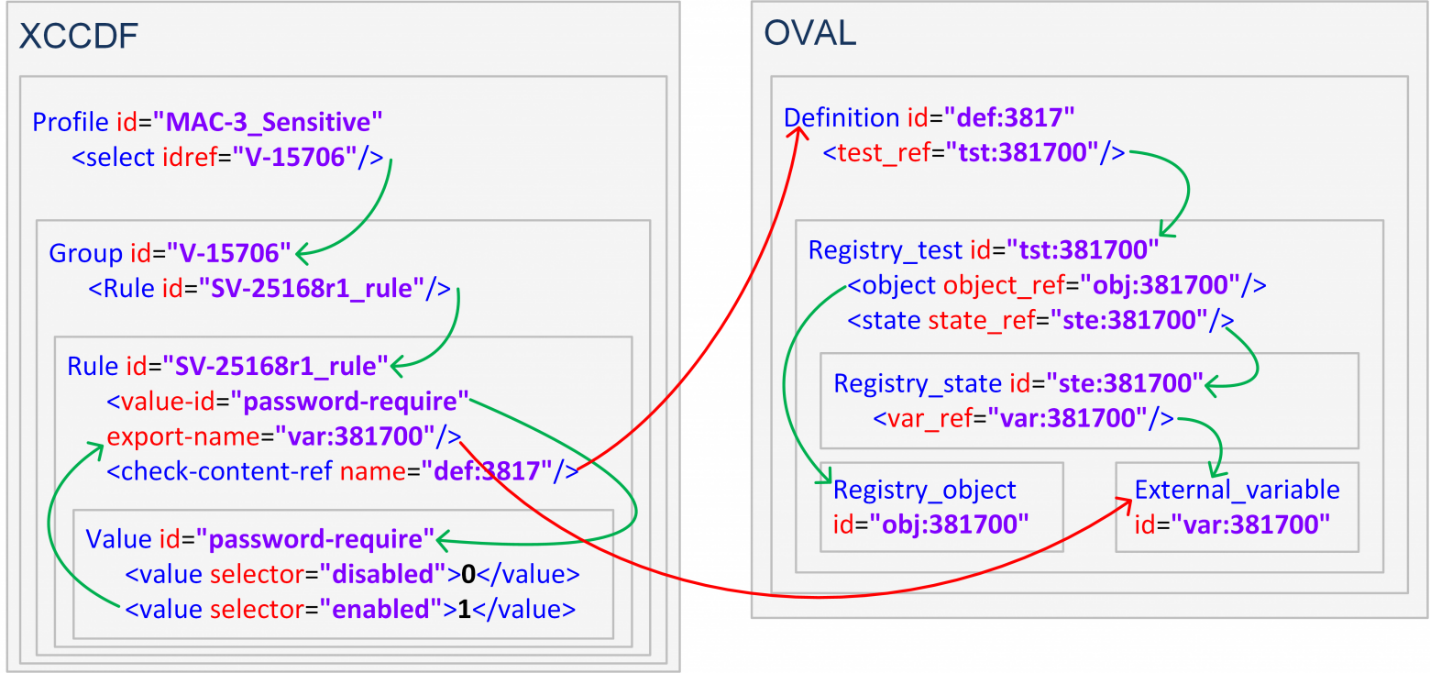 XCCDF
Profile id="MAC-3_Sensitive"
<select idref="V-15706"/>
Group id="V-15706"
<Rule id="SV-25168r1_rule"/>
Rule id="SV-25168r1_rule"
<value-id="password-require"
export-name="var:381700"/>
<check-content-ref name="def:3817"/>
Value id="password-require"
<value selector="disabled">0</value>
<value selector="enabled">1</value>
OVAL
Definition id="def:3817"
<test_ref="tst:381700"/>
Registry_test id="tst:381700"
<object object_ref="obj:381700"/>
<state state_ref="ste:381700"/>
Registry_state id="ste:381700"
<var_ref="var:381700"/>
Registry_object
id="obj:381700"
External_variable
id="var:381700"